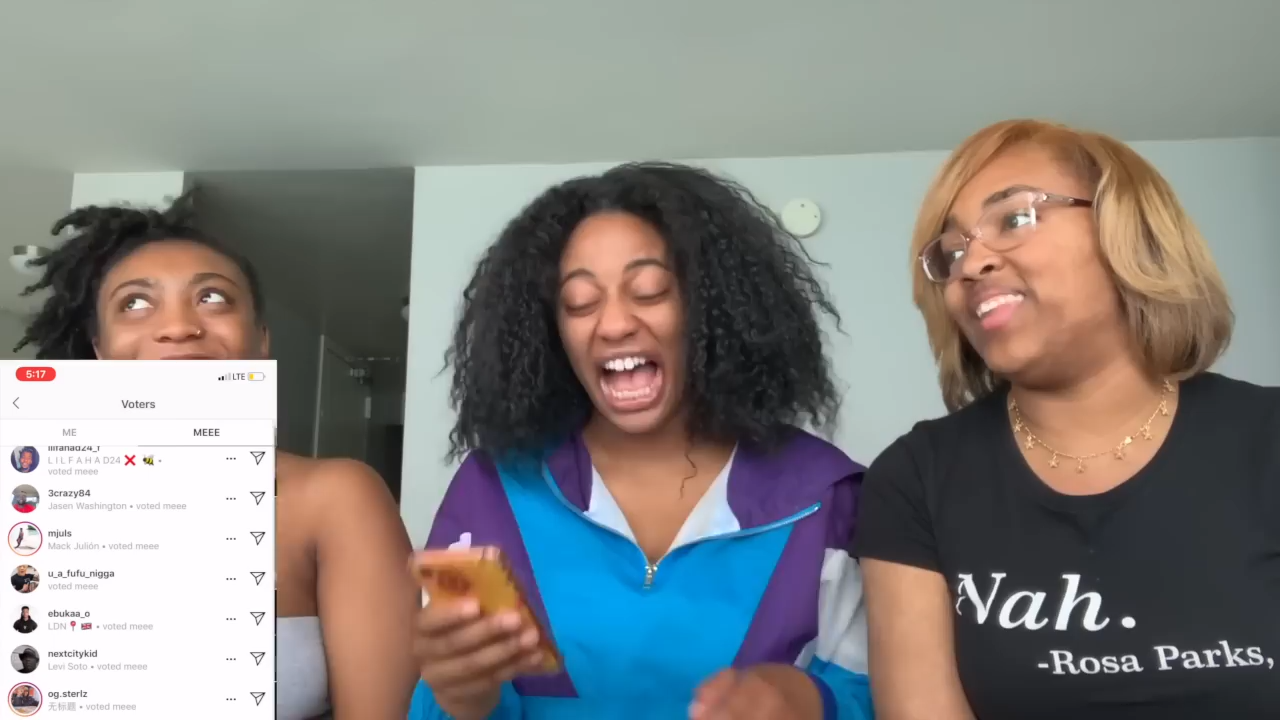 5:17
LTE
Voters
ME
MEEE
lilfahad24_1
L I L F A H A D24 ❌ 🐝 •
voted meee
3crazy84
Jasen Washington • voted meee
mjuls
Mack Julión • voted meee
u_a_fufu_nigga
voted meee
ebukaa_o
LDN📍 🇬🇧 • voted meee
nextcitykid
Levi Soto • voted meee
og.sterlz
无标题 • voted meee
Nah.
-Rosa Parks,